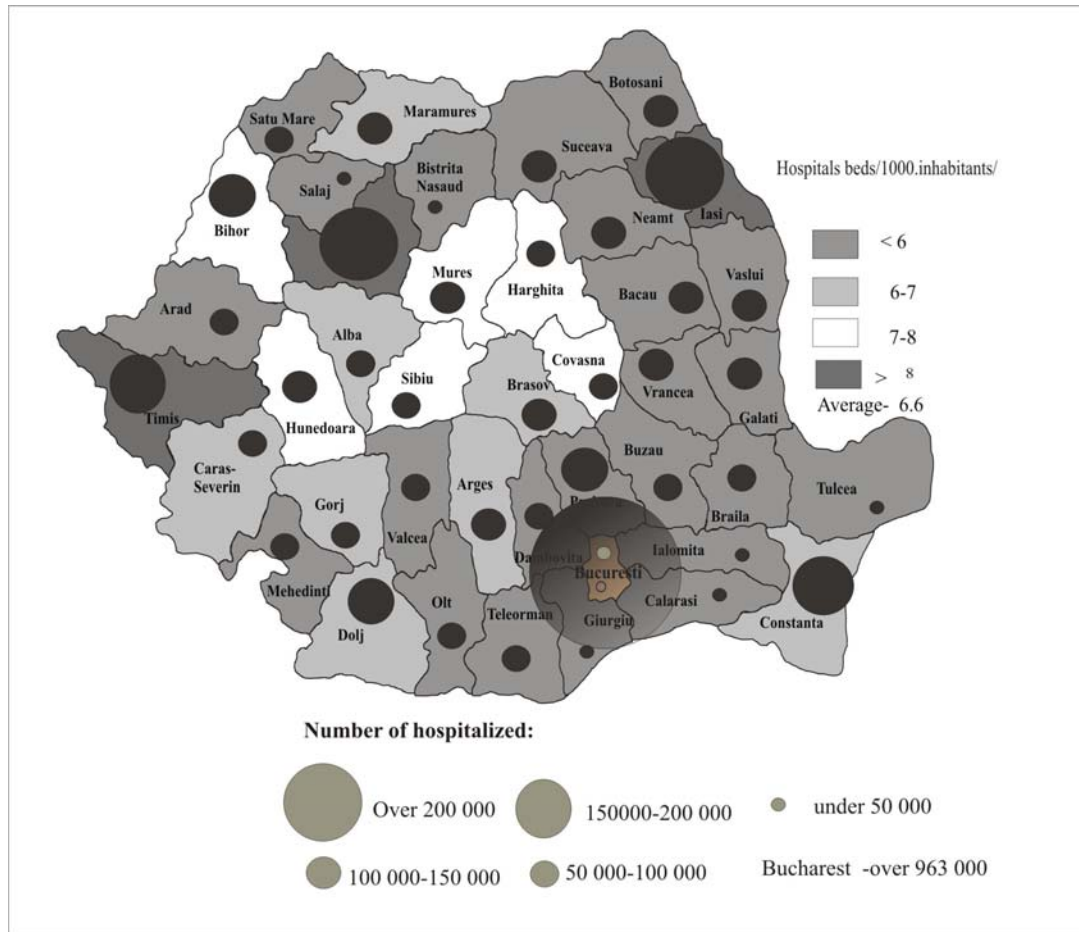 Botosani
Satu Mare
Maramures
Suceava
Bistrita
Nasaud
Salaj
Hospitals beds/1000.inhabitants/
Iasi
Neamt
Bihor
< 6
Mures
Vaslui
Harghita
Bacau
6-7
Arad
Alba
7-8
Covasna
Sibiu
Brasov
Vrancea
> 8
Average- 6.6
Timis
Hunedoara
Galati
Buzau
Caras-
Severin
Arges
Tulcea
Gorj
Braila
Valcea
Dambovita
Ialomita
Bucuresti
Mehedinti
Olt
Calarasi
Teleorman
Giurgiu
Constanta
Dolj
Number of hospitalized:
Over 200 000
150000-200 000
under 50 000
100 000-150 000
50 000-100 000
Bucharest -over 963 000